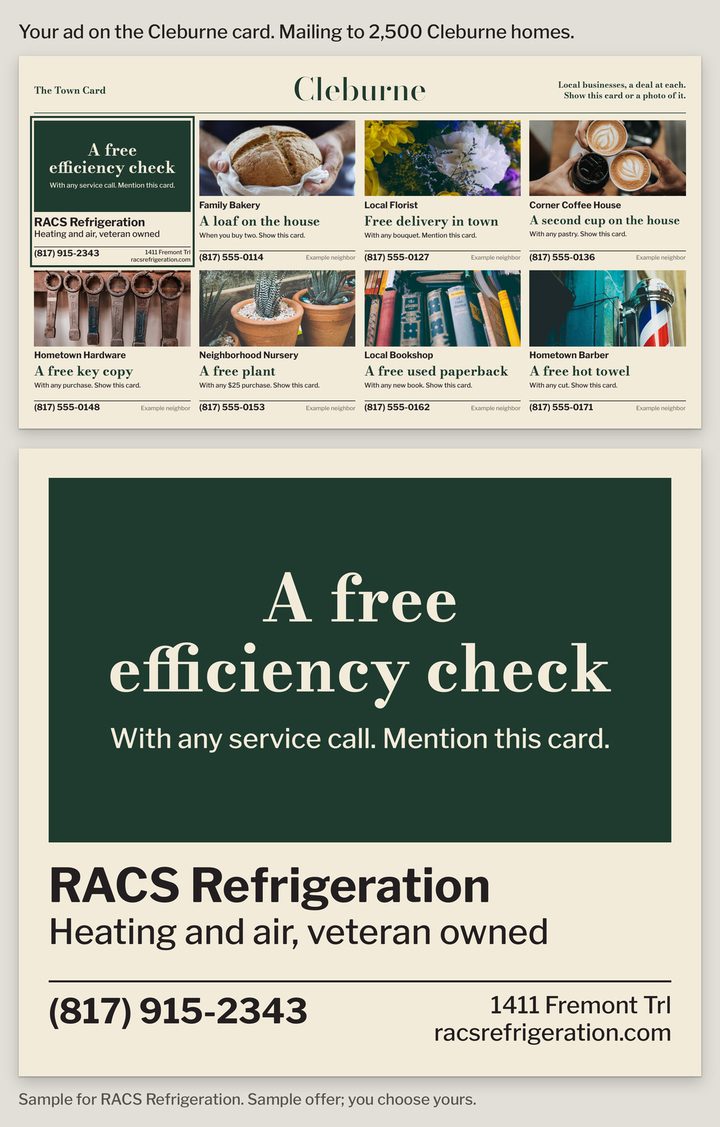 Your ad on the Cleburne card. Mailing to 2,500 Cleburne homes.
The Town Card
Cleburne
Local businesses, a deal at each.
Show this card or a photo of it.
A free
efficiency check
With any service call. Mention this card.
RACS Refrigeration
Heating and air, veteran owned
(817) 915-2343
1411 Fremont Trl
racsrefrigeration.com
Family Bakery
A loaf on the house
When you buy two. Show this card.
(817) 555-0114
Example neighbor
Local Florist
Free delivery in town
With any bouquet. Mention this card.
(817) 555-0127
Example neighbor
Corner Coffee House
A second cup on the house
With any pastry. Show this card.
(817) 555-0136
Example neighbor
Hometown Hardware
A free key copy
With any purchase. Show this card.
(817) 555-0148
Example neighbor
Neighborhood Nursery
A free plant
With any $25 purchase. Show this card.
(817) 555-0153
Example neighbor
Local Bookshop
A free used paperback
With any new book. Show this card.
(817) 555-0162
Example neighbor
Hometown Barber
A free hot towel
With any cut. Show this card.
(817) 555-0171
Example neighbor
A free
efficiency check
With any service call. Mention this card.
RACS Refrigeration
Heating and air, veteran owned
(817) 915-2343
1411 Fremont Trl
racsrefrigeration.com
Sample for RACS Refrigeration. Sample offer; you choose yours.